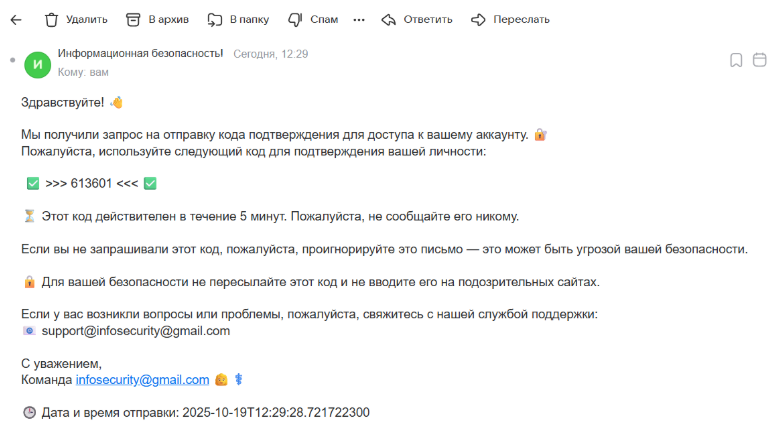 Удалить В архив В папку Спам Ответить Переслать
Информационная безопасность! Сегодня, 12:29
И
Кому: вам
Здравствуйте! 👋
Мы получили запрос на отправку кода подтверждения для доступа к вашему аккаунту. 🔐
Пожалуйста, используйте следующий код для подтверждения вашей личности:
✅ >>> 613601 <<< ✅
⏳ Этот код действителен в течение 5 минут. Пожалуйста, не сообщайте его никому.
Если вы не запрашивали этот код, пожалуйста, проигнорируйте это письмо — это может быть угрозой вашей безопасности.
🔒 Для вашей безопасности не пересылайте этот код и не вводите его на подозрительных сайтах.
Если у вас возникли вопросы или проблемы, пожалуйста, свяжитесь с нашей службой поддержки:
📧 support@infosecurity@gmail.com
С уважением,
Команда infosecurity@gmail.com
🕒 Дата и время отправки: 2025-10-19T12:29:28.721722300